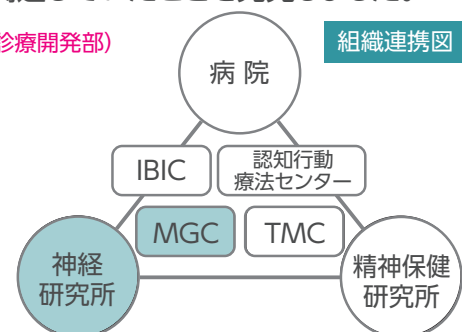 診療開発部)
組織連携図
病 院
IBIC
認知行動
療法センター
MGC
TMC
神経
研究所
精神保健
研究所